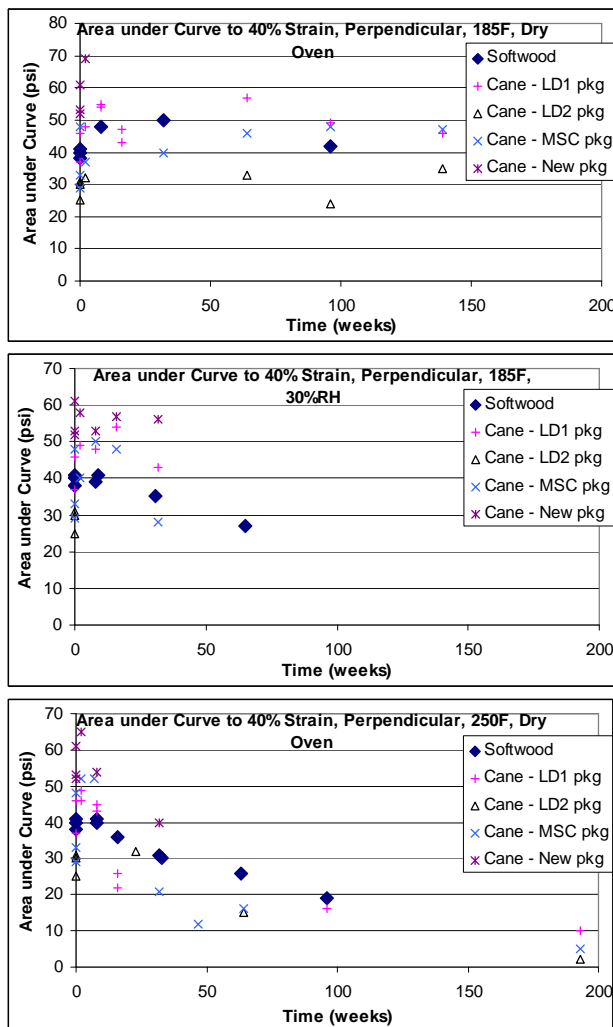 Area under Curve to 40% Strain, Perpendicular, 185F, Dry
Oven
Area under Curve (psi)
80
70
60
50
40
30
20
10
0
0
50
100
150
200
Time (weeks)
Softwood
Cane - LD1 pkg
Cane - LD2 pkg
Cane - MSC pkg
Cane - New pkg
Area under Curve to 40% Strain, Perpendicular, 185F,
30%RH
Area under Curve (psi)
70
60
50
40
30
20
10
0
0
50
100
150
200
Time (weeks)
Softwood
Cane - LD1 pkg
Cane - LD2 pkg
Cane - MSC pkg
Cane - New pkg
Area under Curve to 40% Strain, Perpendicular, 250F, Dry
Oven
Area under Curve (psi)
70
60
50
40
30
20
10
0
0
50
100
150
200
Time (weeks)
Softwood
Cane - LD1 pkg
Cane - LD2 pkg
Cane - MSC pkg
Cane - New pkg